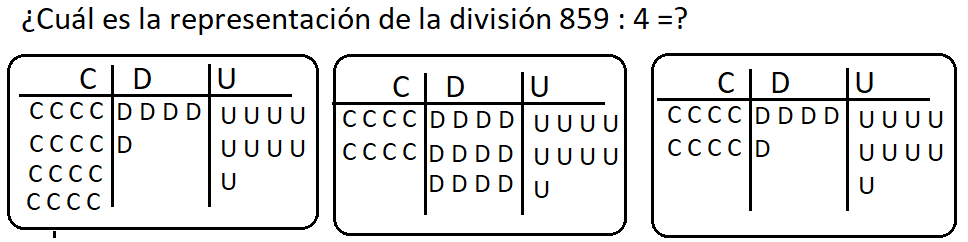 ¿Cuál es la representación de la división 859 : 4 =?
C D U
C C C C D D D D U U U U
C C C C D U U U U
C C C C U
C C C C
C D U
C C C C D D D D U U U U
C C C C D D D D U U U U
D D D D U
C D U
C C C C D D D D U U U U
C C C C D U U U U
U